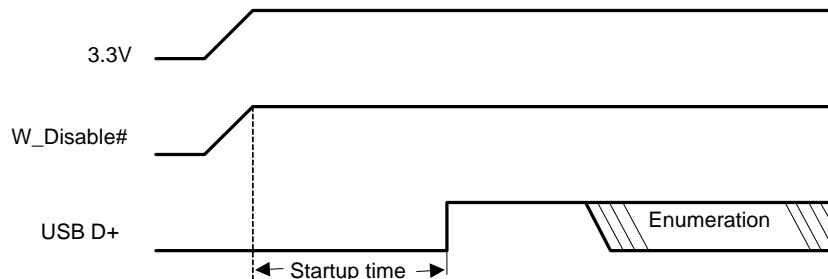 3.3V
W_Disable#
USB D+
Enumeration
Startup time